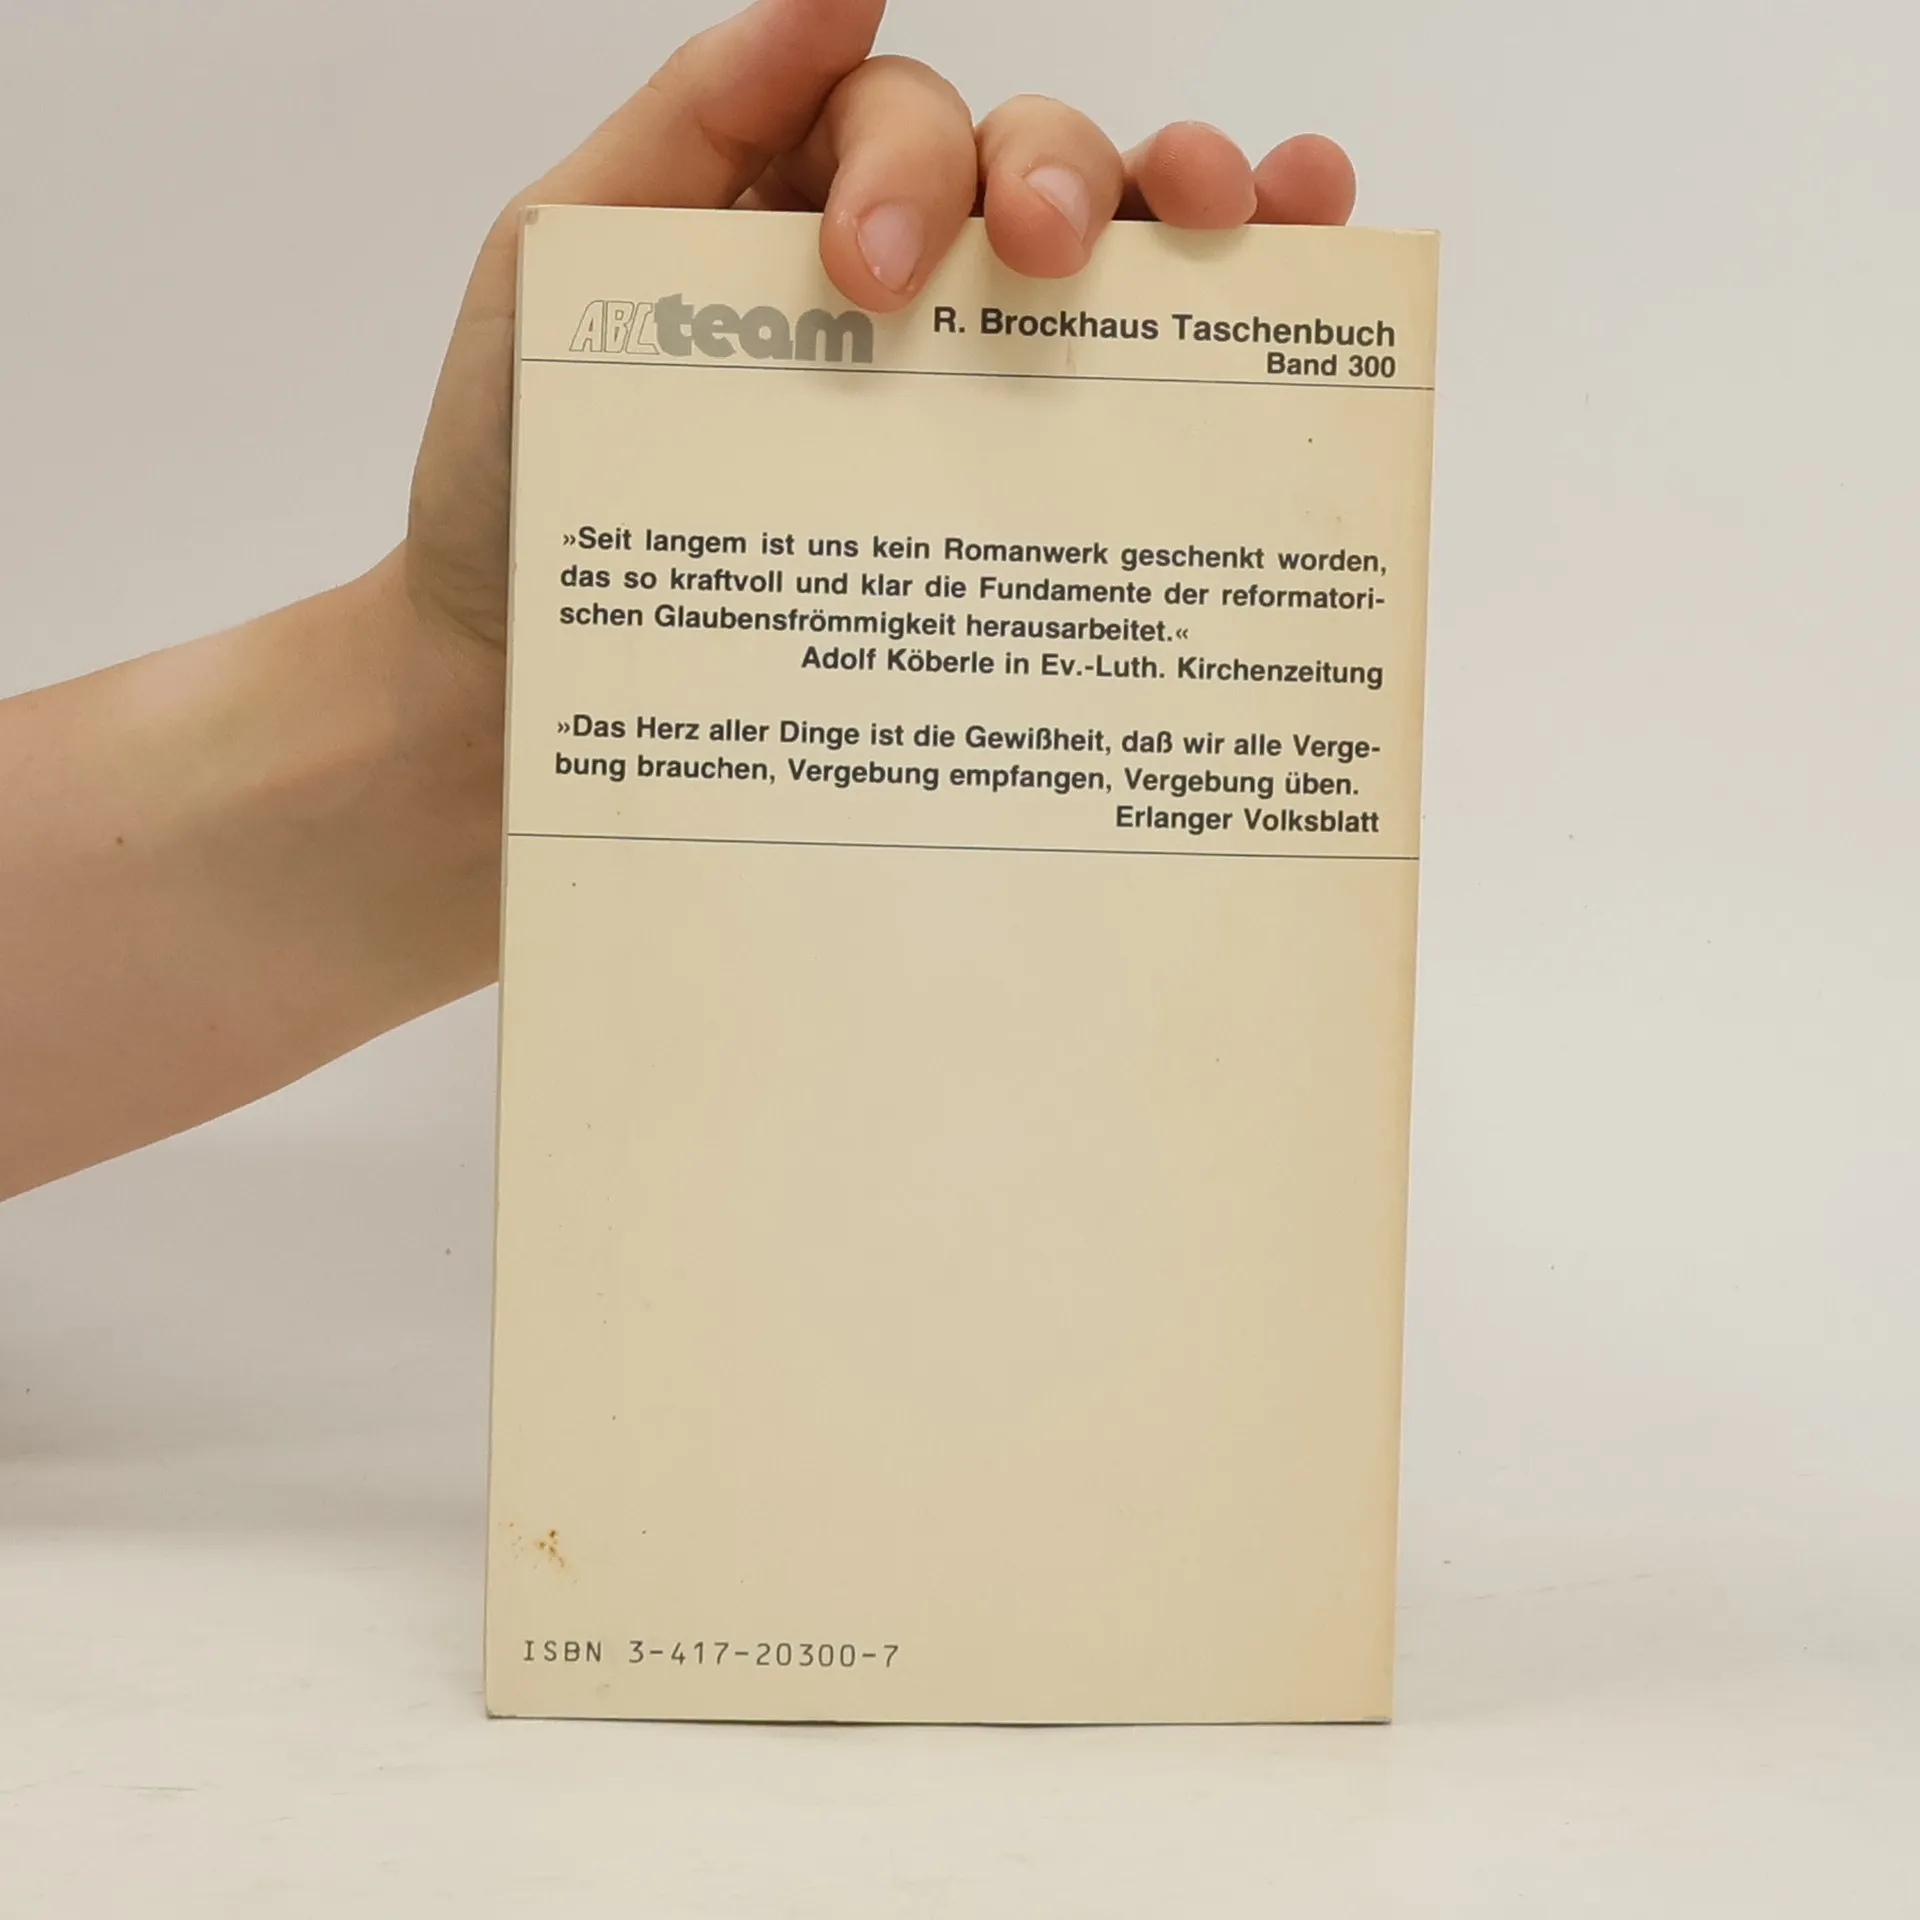 ABCteam
R. Brockhaus Taschenbuch
Band 300
»Seit langem ist uns kein Romanwerk geschenkt worden,
das so kraftvoll und klar die Fundamente der reformatori-
schen Glaubensfrömmigkeit herausarbeitet.«
Adolf Köberle in Ev.-Luth. Kirchenzeitung
»Das Herz aller Dinge ist die Gewißheit, daß wir alle Verge-
bung brauchen, Vergebung empfangen, Vergebung üben.
Erlanger Volksblatt
ISBN 3-417-20300-7